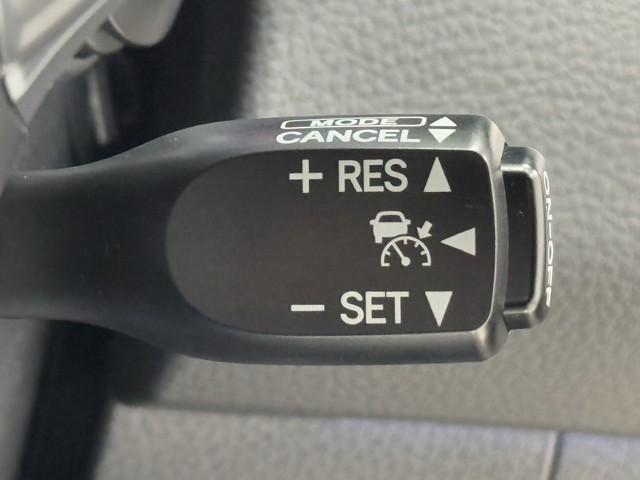 MODE
CANCEL
+ RES
− SET
ON-OFF